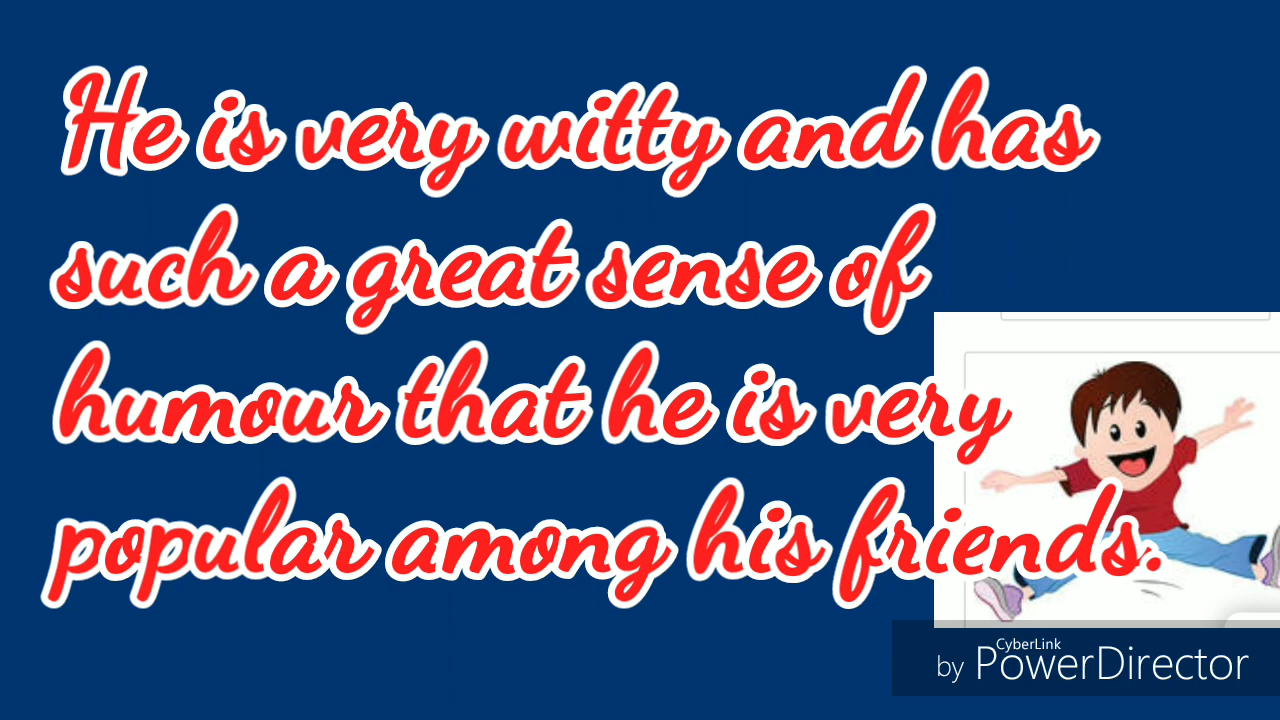 He is very witty and has
such a great sense of
humour that he is very
popular among his friends.
CyberLink
by PowerDirector